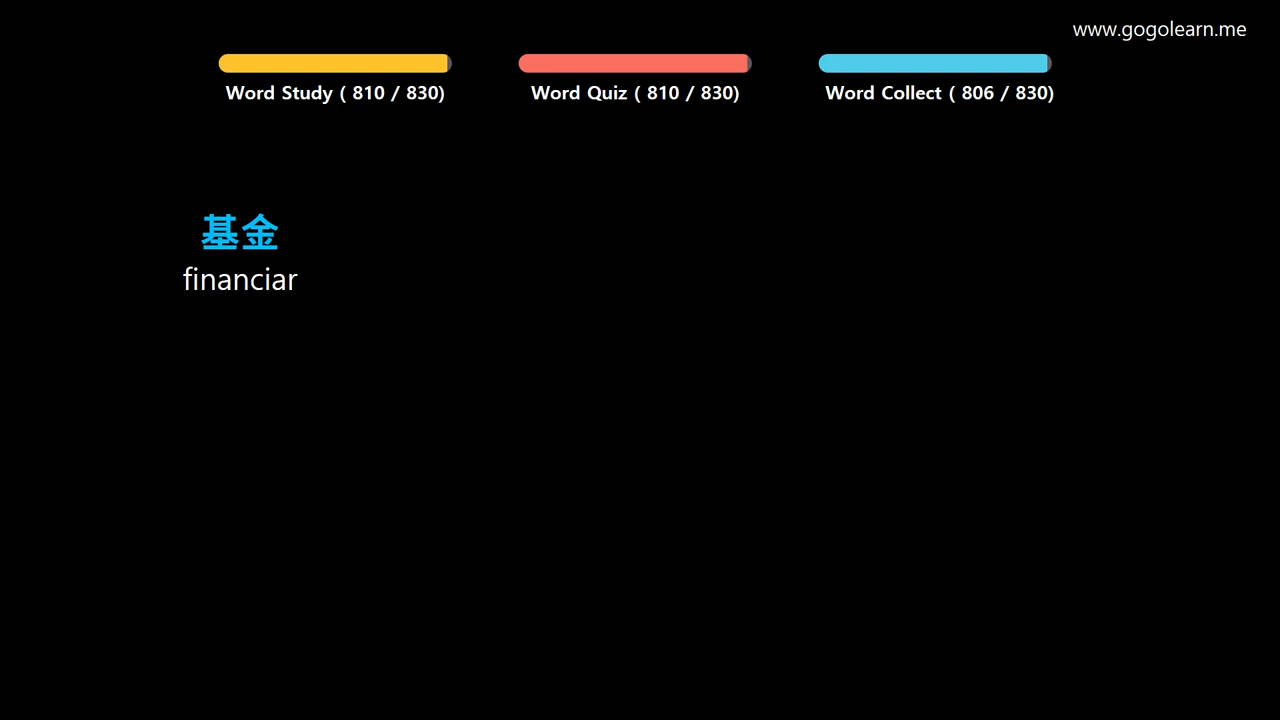 www.gogolearn.me
Word Study ( 810 / 830)
Word Quiz ( 810 / 830)
Word Collect ( 806 / 830)
基金
financiar